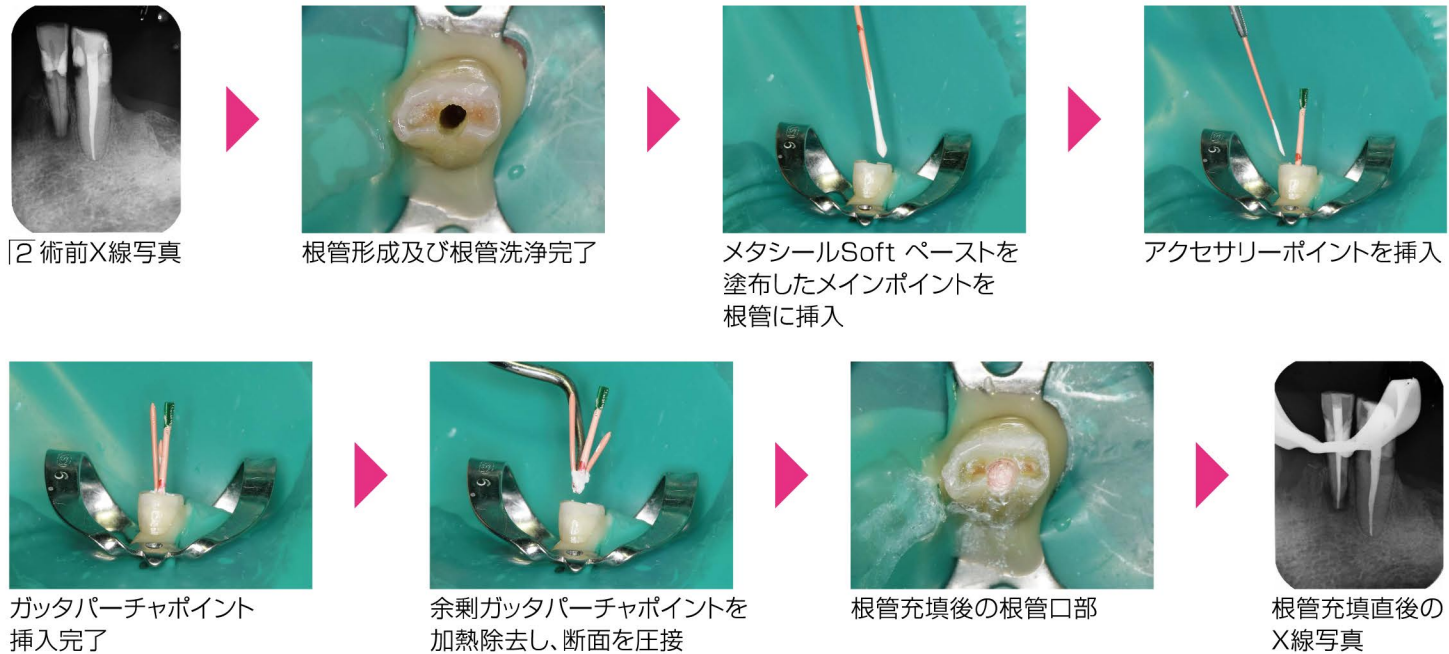 ⎾2 術前X線写真
根管形成及び根管洗浄完了
メタシールSoft ペーストを
塗布したメインポイントを
根管に挿入
アクセサリーポイントを挿入
ガッタパーチャポイント
挿入完了
余剰ガッタパーチャポイントを
加熱除去し、断面を圧接
根管充填後の根管口部
根管充填直後の
X線写真